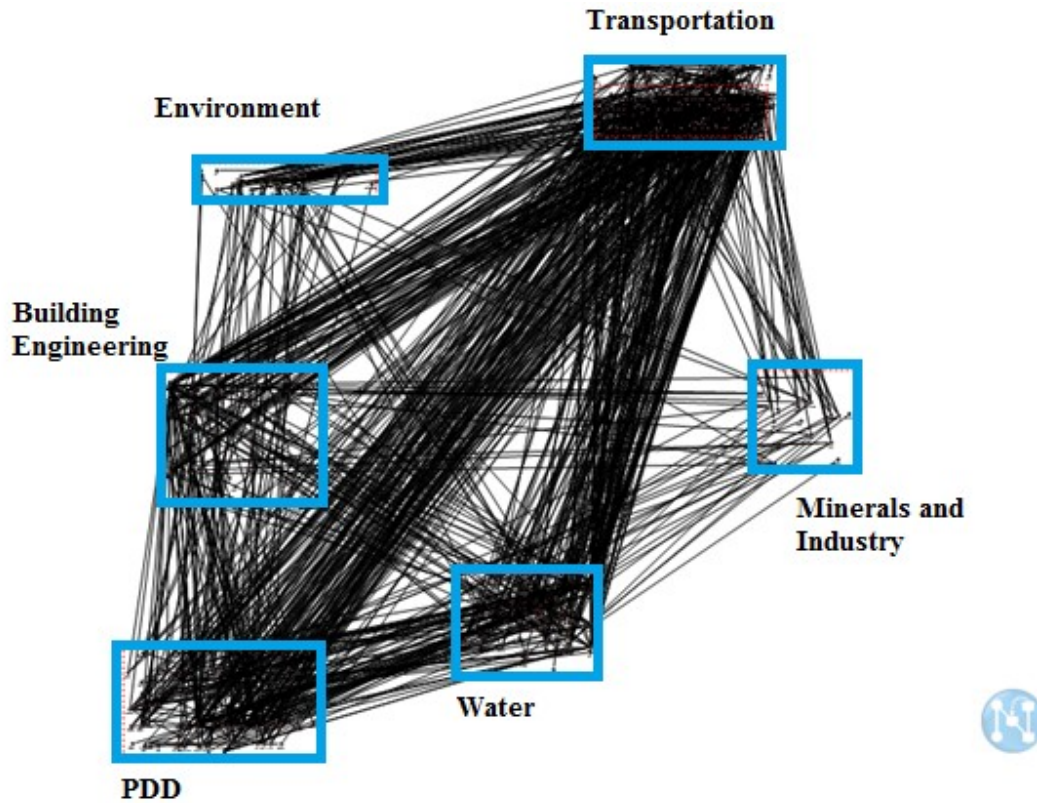 Transportation
Environment
Building
Engineering
Minerals and
Industry
Water
PDD